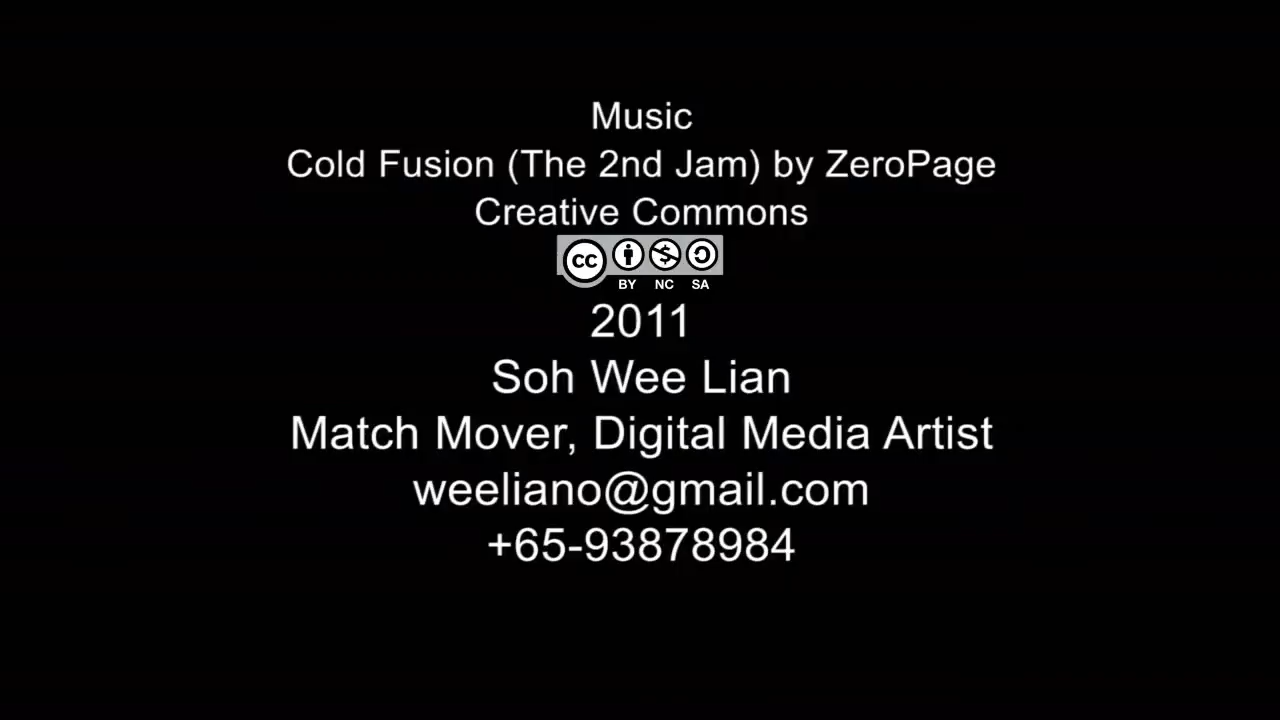 Music
Cold Fusion (The 2nd Jam) by ZeroPage
Creative Commons
CC
BY NC SA
2011
Soh Wee Lian
Match Mover, Digital Media Artist
weeliano@gmail.com
+65-93878984